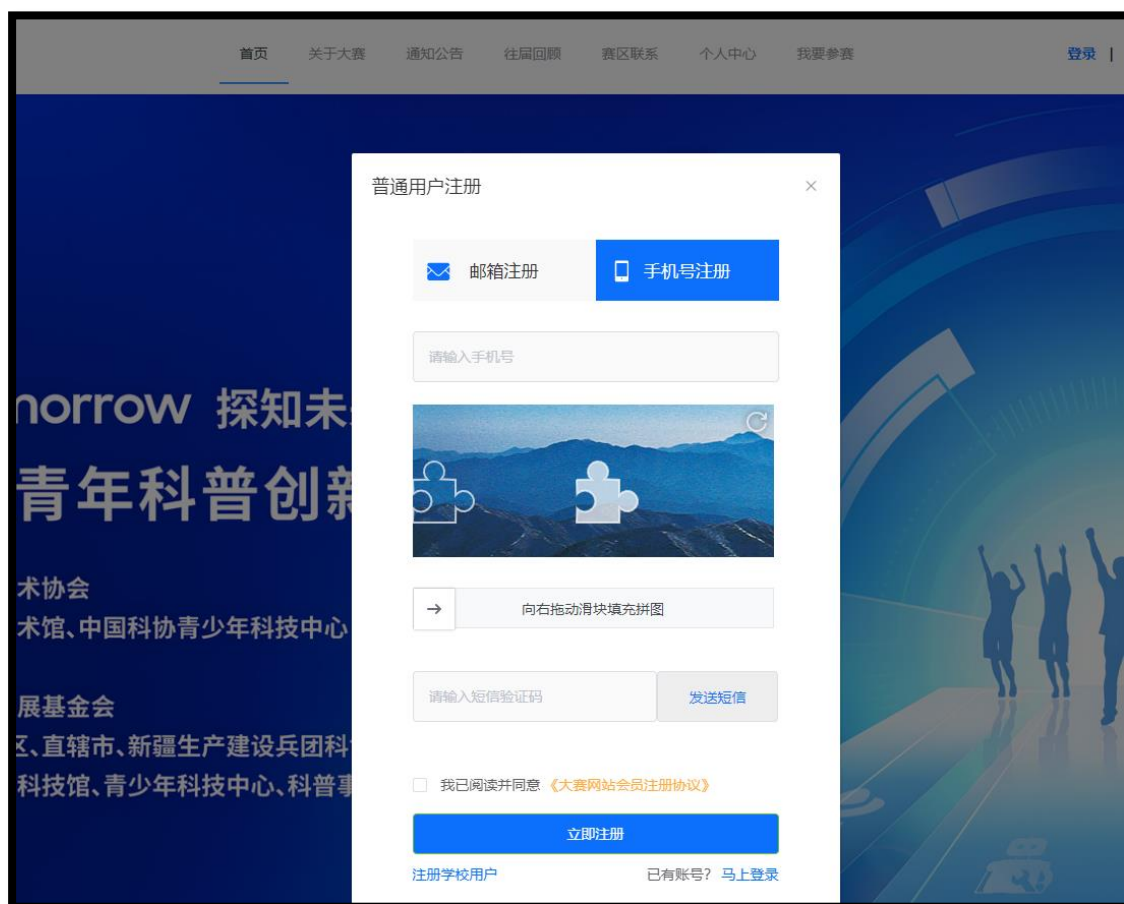 首页 关于大赛 通知公告 往届回顾 赛区联系 个人中心 我要参赛 登录 |
普通用户注册 ×
邮箱注册 手机号注册
请输入手机号
norrow 探知未
青年科普创新
向右拖动滑块填充拼图
术协会
术馆、中国科协青少年科技中心
请输入短信验证码 发送短信
展基金会
区、直辖市、新疆生产建设兵团科
科技馆、青少年科技中心、科普事
我已阅读并同意 《大赛网站会员注册协议》
立即注册
注册学校用户 已有账号? 马上登录